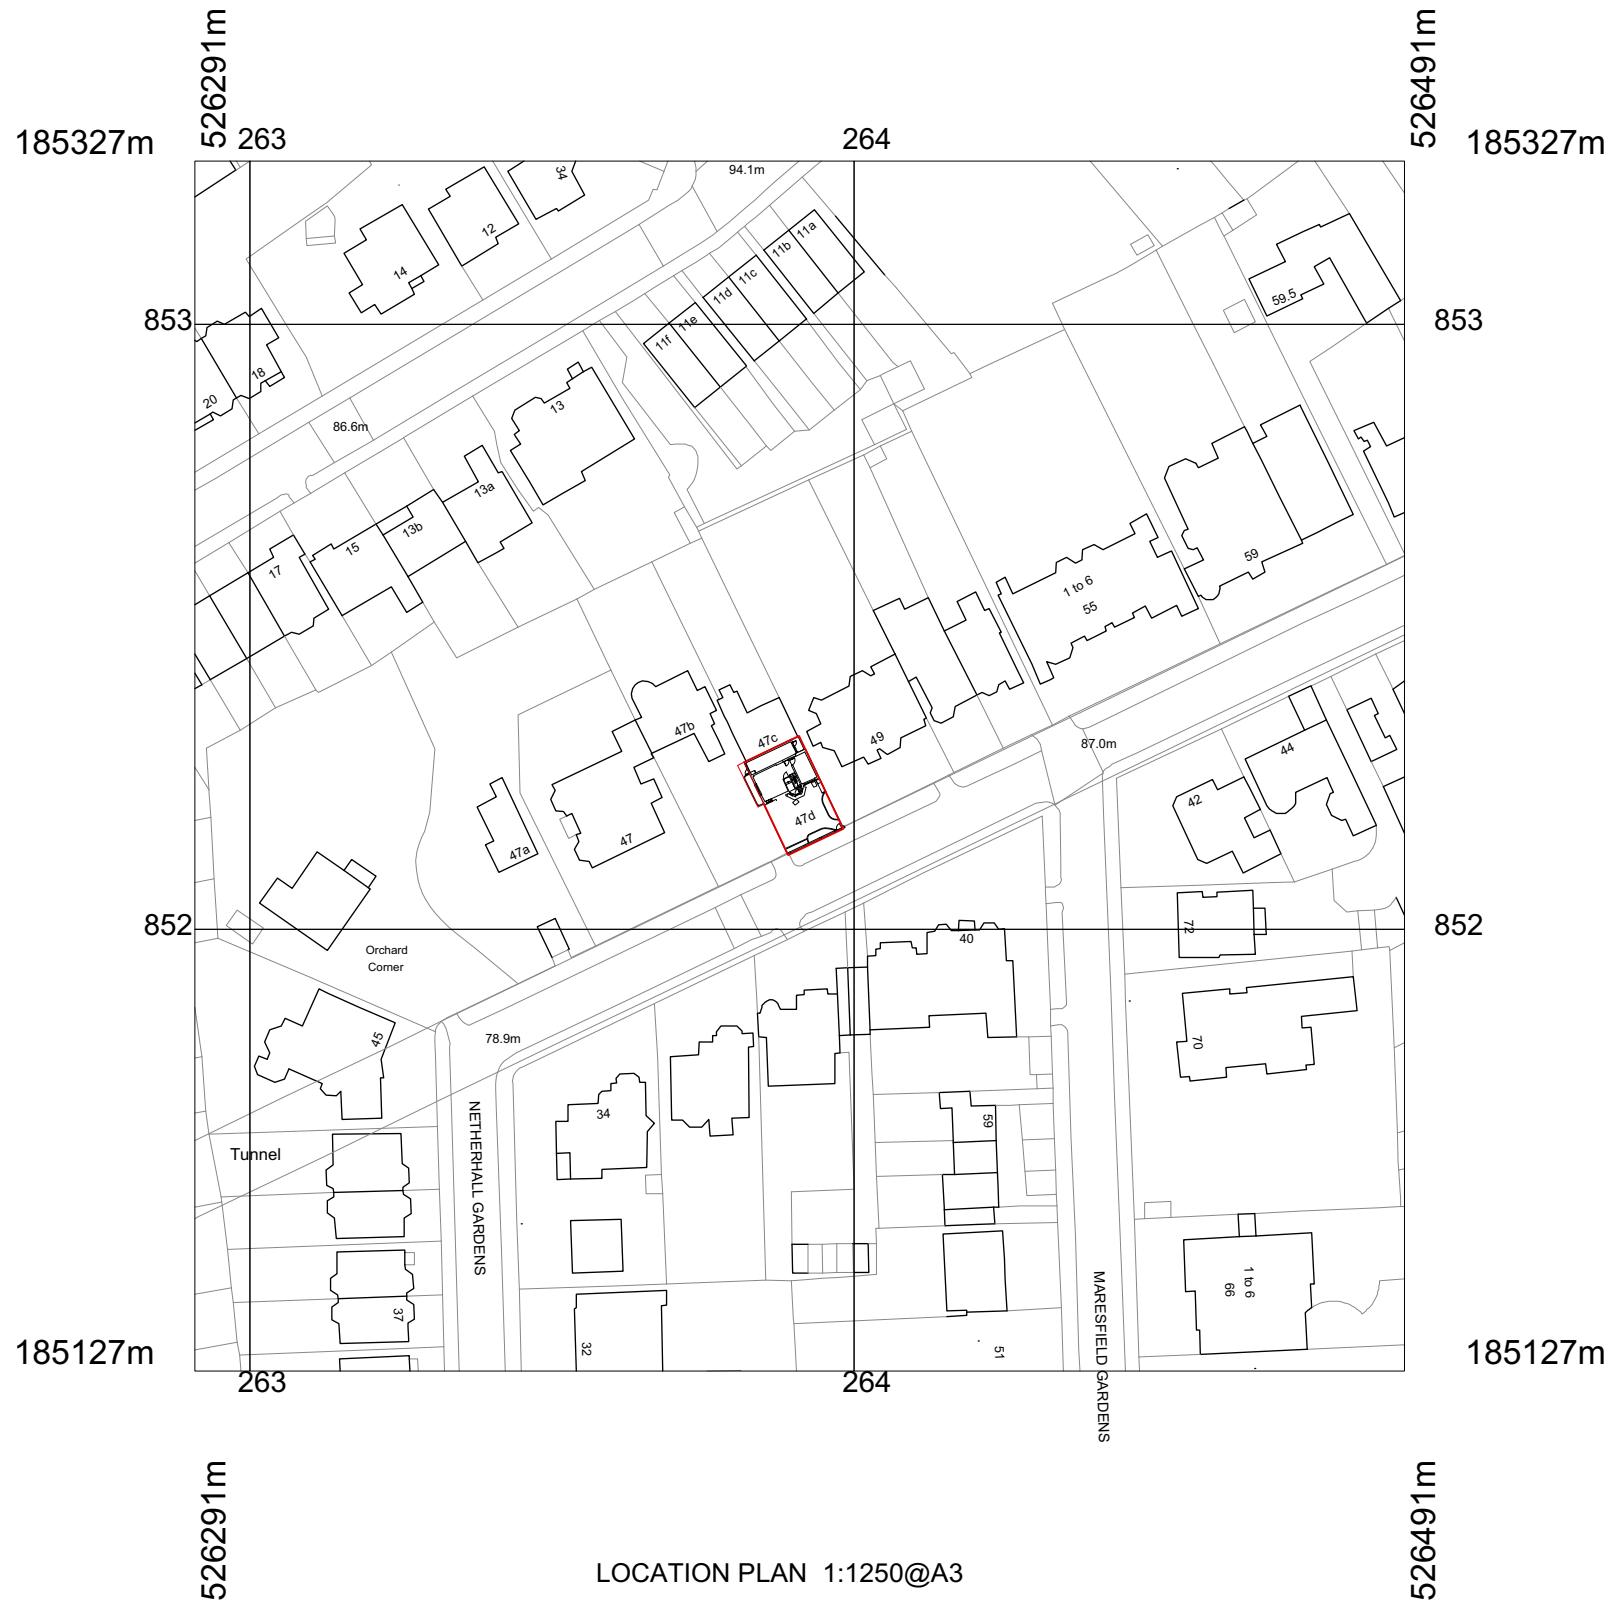 526291m
526491m
185327m
263
264
185327m
94.1m
34
12
14
11a
11b
11c
11d
11e
11f
59.5
853
853
18
20
13
86.6m
13a
13b
15
17
59
1 to 6
55
47b
47c
49
87.0m
44
42
47d
47
47a
852
852
72
40
Orchard
Corner
45
78.9m
70
NETHERHALL GARDENS
34
59
Tunnel
37
32
51
MARESFIELD GARDENS
1 to 6
66
185127m
185127m
263
264
526291m
526491m
LOCATION PLAN 1:1250@A3